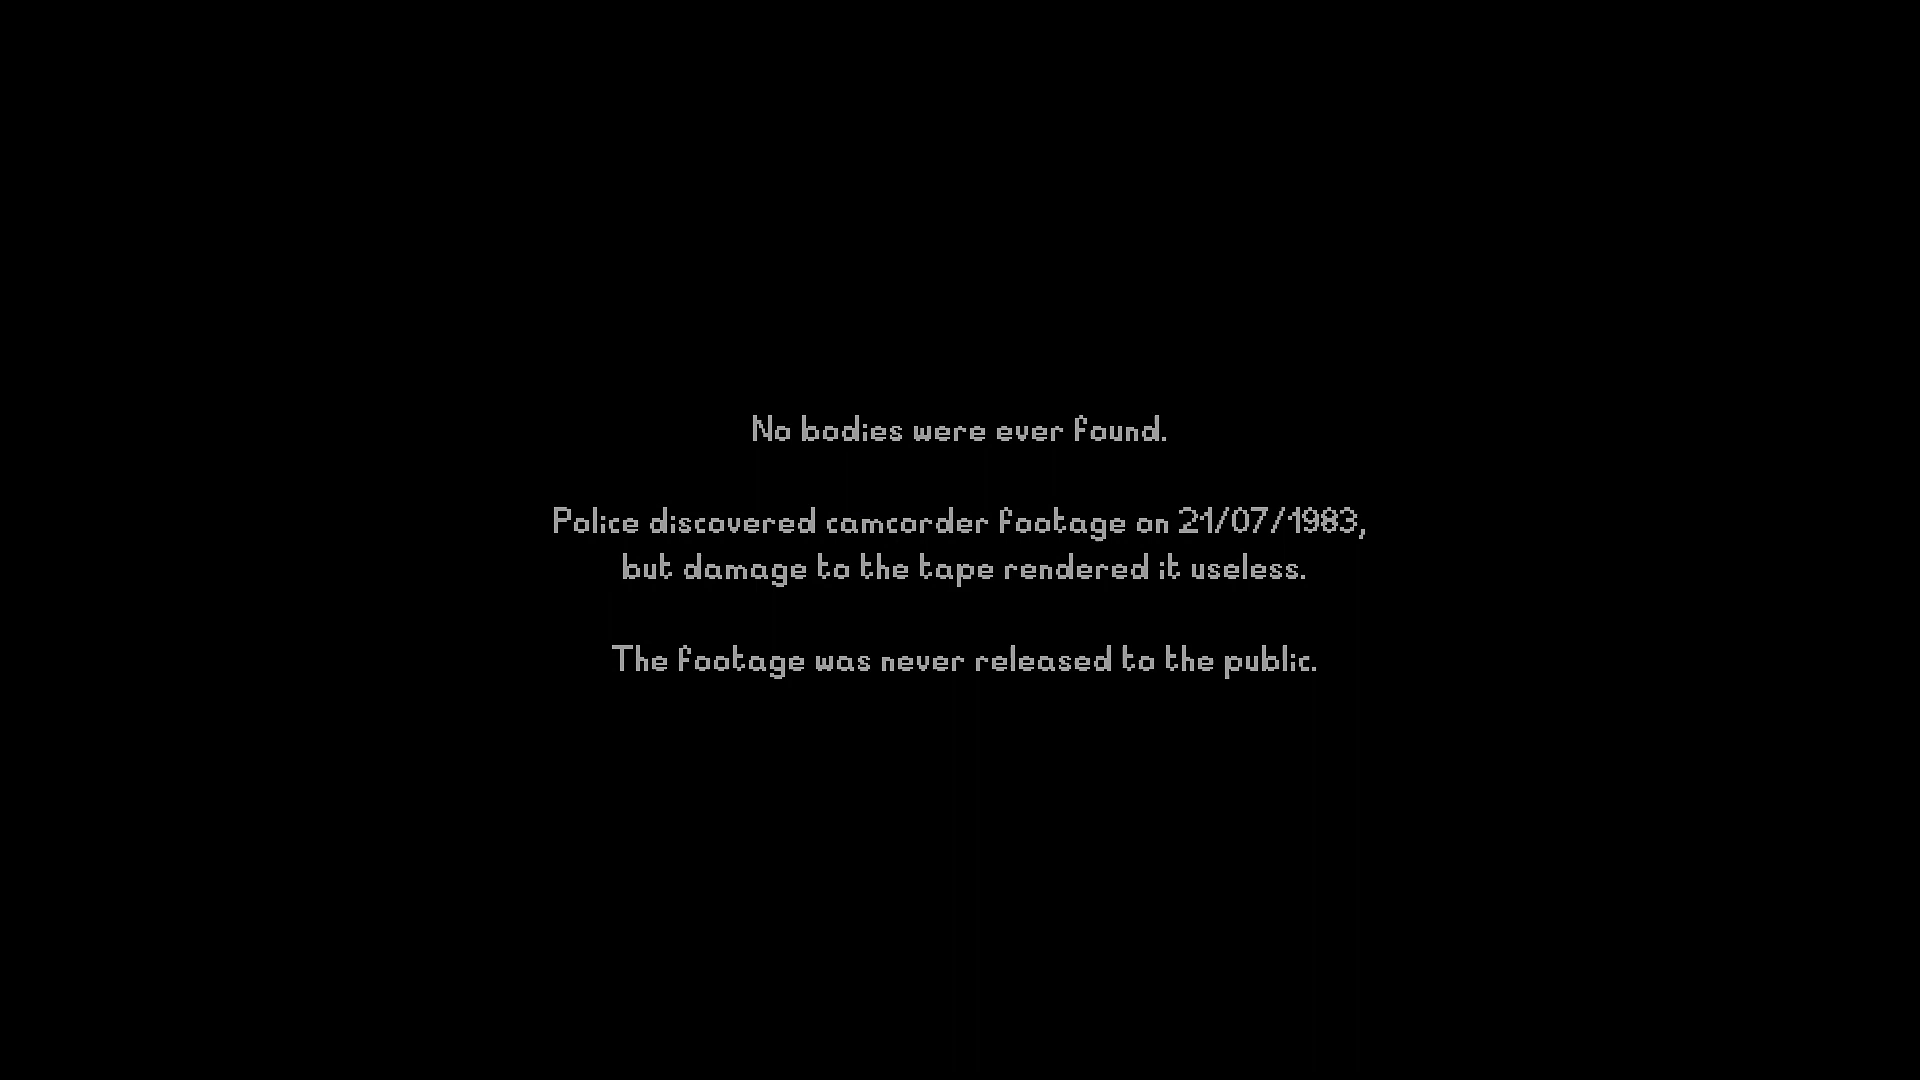 No bodies were ever found.
Police discovered camcorder footage on 21/07/1983,
but damage to the tape rendered it useless.
The footage was never released to the public.